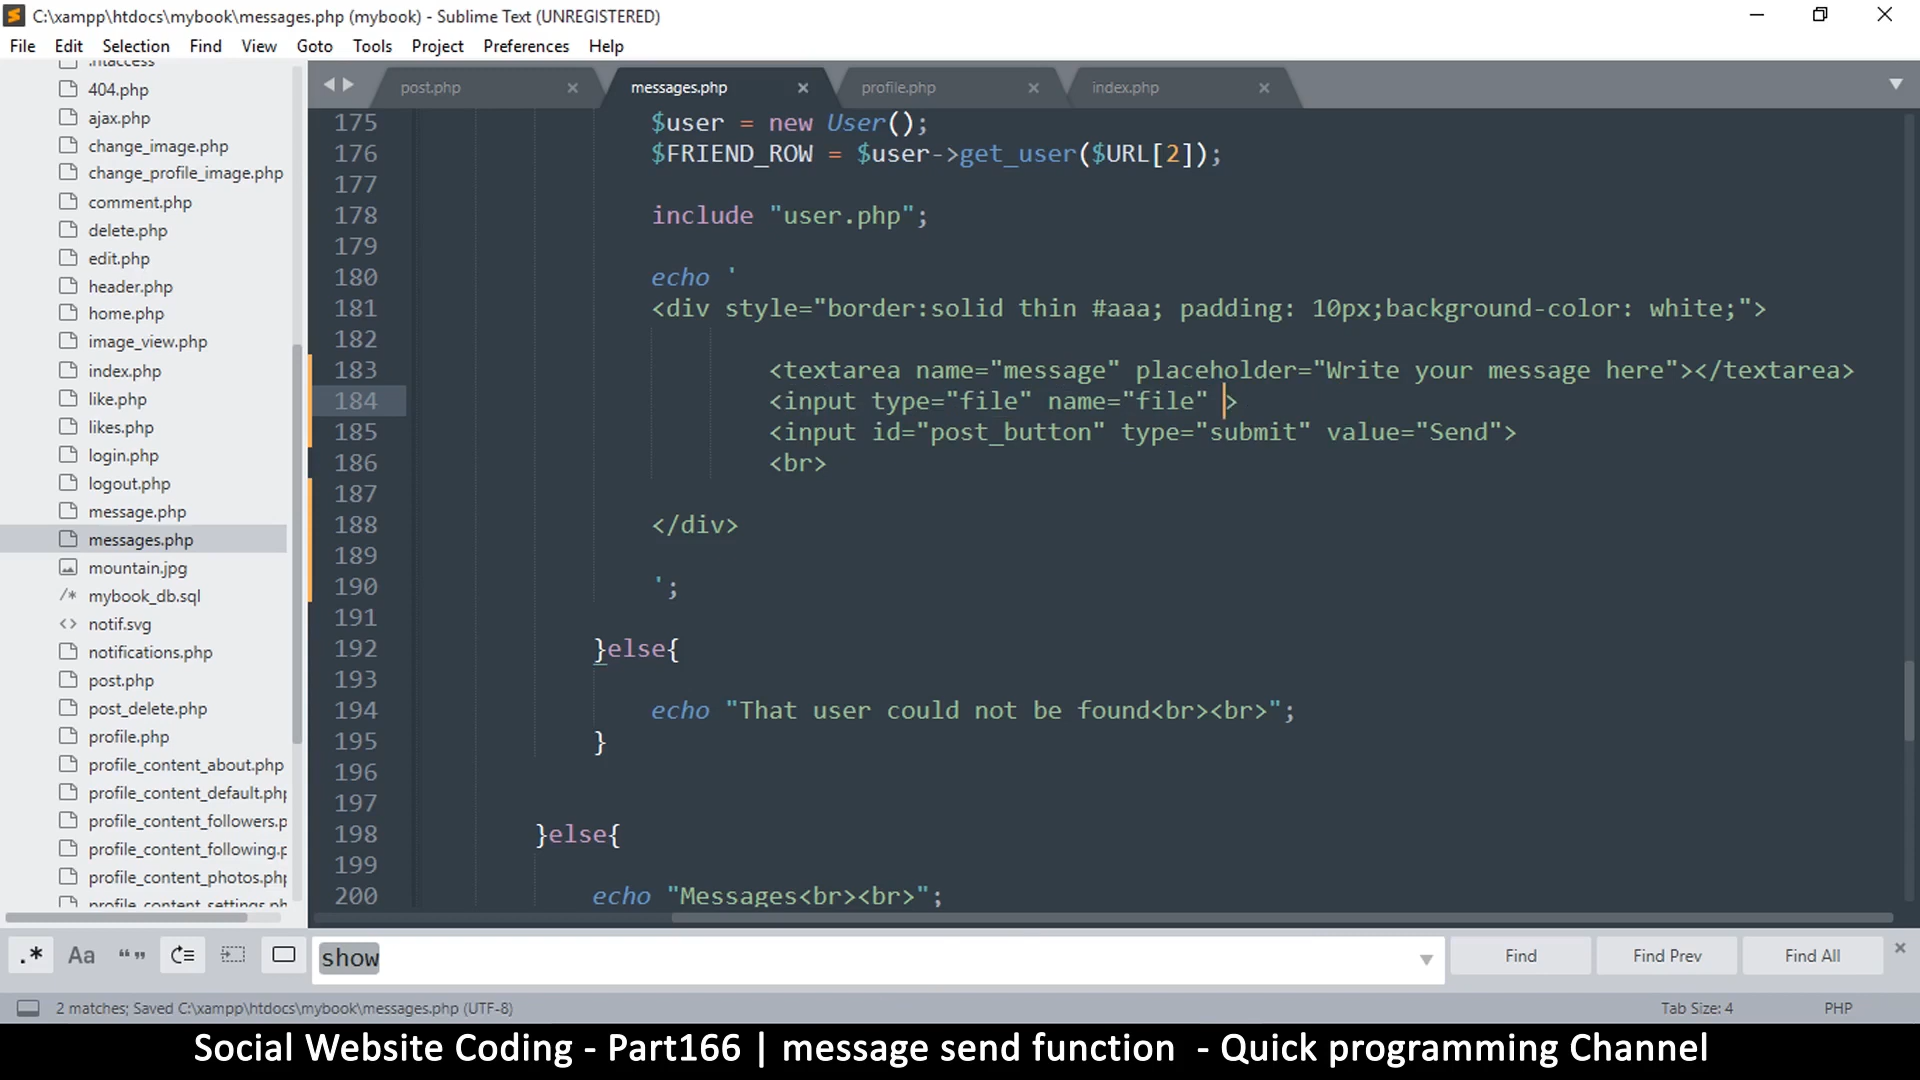 C:\xampp\htdocs\mybook\messages.php (mybook) - Sublime Text (UNREGISTERED)
File Edit Selection Find View Goto Tools Project Preferences Help
.htaccess
404.php
ajax.php
change_image.php
change_profile_image.php
comment.php
delete.php
edit.php
header.php
home.php
image_view.php
index.php
like.php
likes.php
login.php
logout.php
message.php
messages.php
mountain.jpg
/* mybook_db.sql
<> notif.svg
notifications.php
post.php
post_delete.php
profile.php
profile_content_about.php
profile_content_default.php
profile_content_followers.p
profile_content_following.p
profile_content_photos.php
profile_content_settings.ph
post.php × messages.php × profile.php × index.php ×
175 $user = new User();
176 $FRIEND_ROW = $user->get_user($URL[2]);
177
178 include "user.php";
179
180 echo '
181 <div style="border:solid thin #aaa; padding: 10px;background-color: white;">
182
183 <textarea name="message" placeholder="Write your message here"></textarea>
184 <input type="file" name="file" >
185 <input id="post_button" type="submit" value="Send">
186 <br>
187
188 </div>
189
190 ';
191
192 }else{
193
194 echo "That user could not be found<br><br>";
195 }
196
197
198 }else{
199
200 echo "Messages<br><br>";
.* Aa “ ” show Find Find Prev Find All ×
2 matches; Saved C:\xampp\htdocs\mybook\messages.php (UTF-8) Tab Size: 4 PHP
Social Website Coding - Part166 | message send function - Quick programming Channel